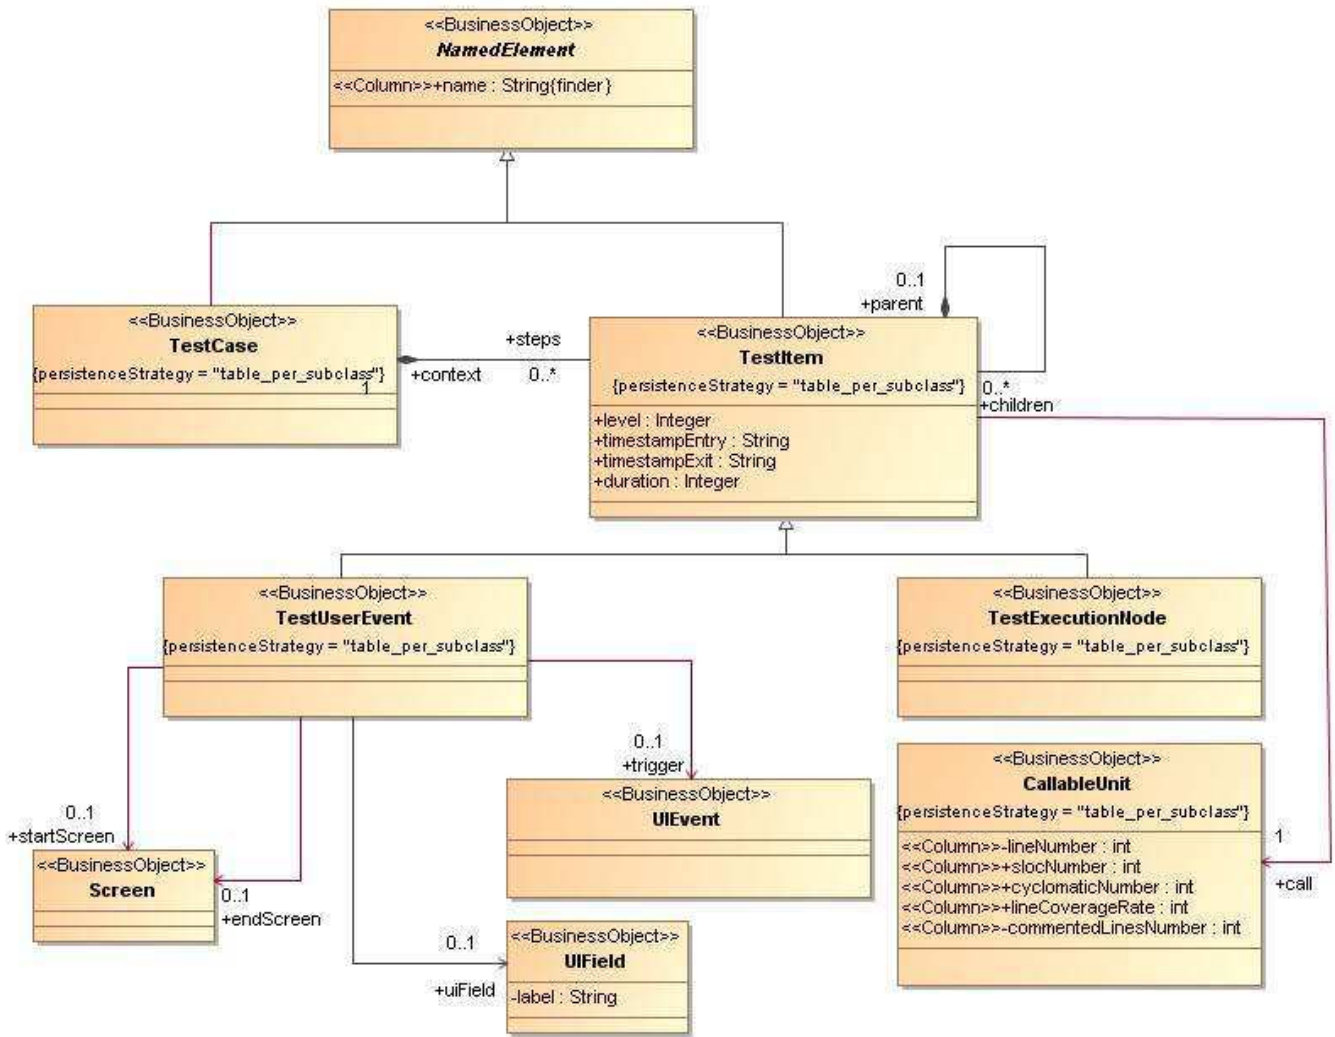 <<BusinessObject>>
NamedElement
<<Column>>+name : String{finder}
<<BusinessObject>>
TestCase
{persistenceStrategy = "table_per_subclass"}
1
+context
+steps
0..*
0..1
+parent
<<BusinessObject>>
TestItem
{persistenceStrategy = "table_per_subclass"}
+level : Integer
+timestampEntry : String
+timestampExit : String
+duration : Integer
0..*
+children
<<BusinessObject>>
TestUserEvent
{persistenceStrategy = "table_per_subclass"}
<<BusinessObject>>
TestExecutionNode
{persistenceStrategy = "table_per_subclass"}
0..1
+trigger
<<BusinessObject>>
UIEvent
<<BusinessObject>>
CallableUnit
{persistenceStrategy = "table_per_subclass"}
<<Column>>-lineNumber : int
<<Column>>+slocNumber : int
<<Column>>+cyclomaticNumber : int
<<Column>>+lineCoverageRate : int
<<Column>>-commentedLinesNumber : int
1
+call
0..1
+startScreen
<<BusinessObject>>
Screen
0..1
+endScreen
0..1
+uiField
<<BusinessObject>>
UIField
-label : String